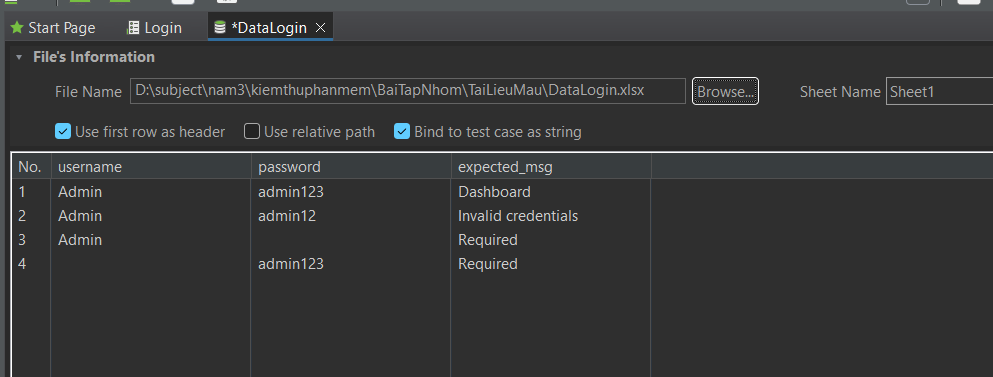 Start Page Login *DataLogin
File's Information
File Name D:\subject\nam3\kiemthuphanmem\BaiTapNhom\TaiLieuMau\DataLogin.xlsx Browse... Sheet Name Sheet1
Use first row as header Use relative path Bind to test case as string
No. username password expected_msg
1 Admin admin123 Dashboard
2 Admin admin12 Invalid credentials
3 Admin Required
4 admin123 Required